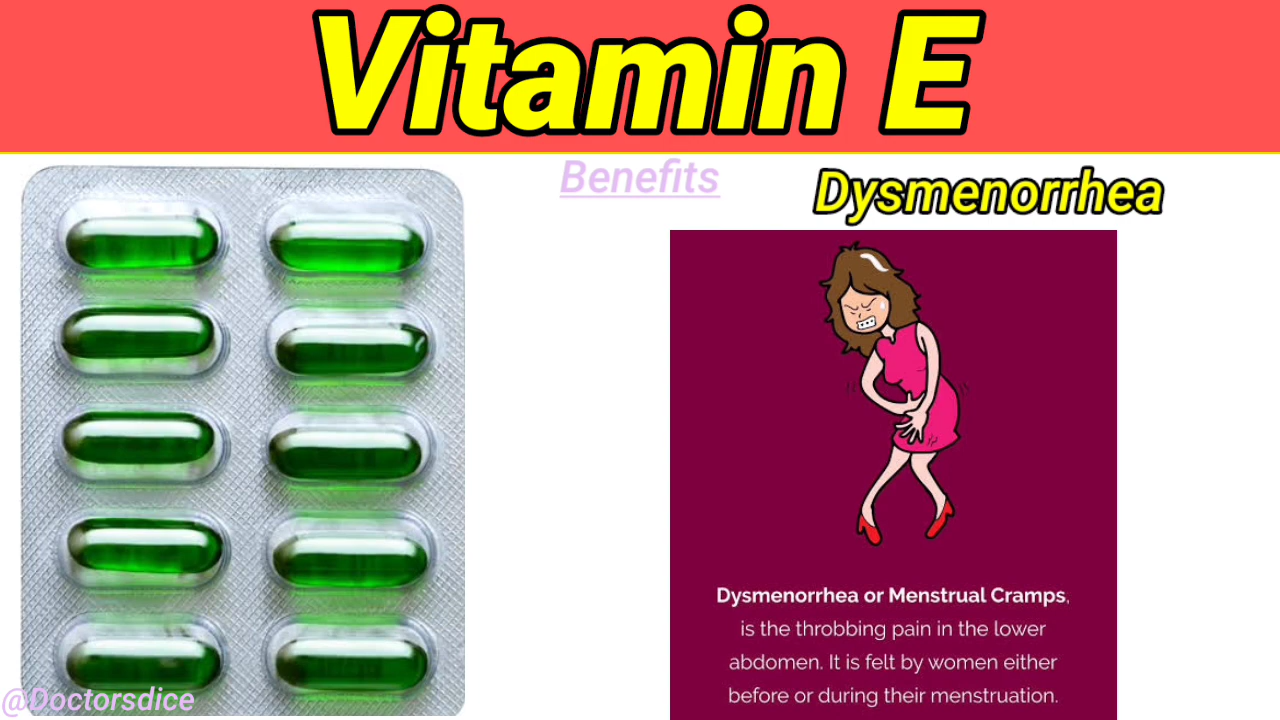 Vitamin E
Benefits
Dysmenorrhea
Dysmenorrhea or Menstrual Cramps,
is the throbbing pain in the lower
abdomen. It is felt by women either
before or during their menstruation.
@Doctorsdice